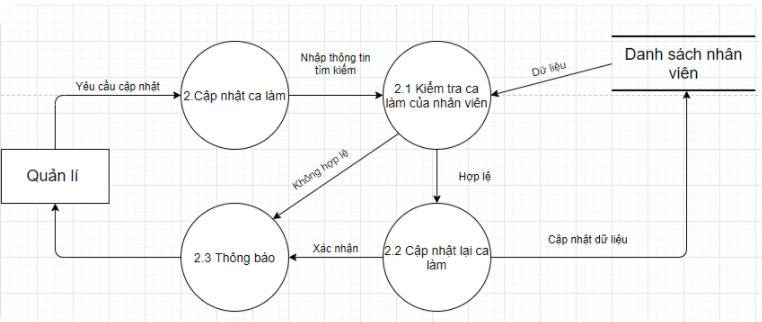 Yêu cầu cập nhật
2.Cập nhật ca làm
Nhập thông tin
tìm kiếm
2.1 Kiểm tra ca
làm của nhân viên
Dữ liệu
Danh sách nhân
viên
Quản lí
Không hợp lệ
Hợp lệ
2.3 Thông báo
Xác nhận
2.2 Cập nhật lại ca
làm
Cập nhật dữ liệu